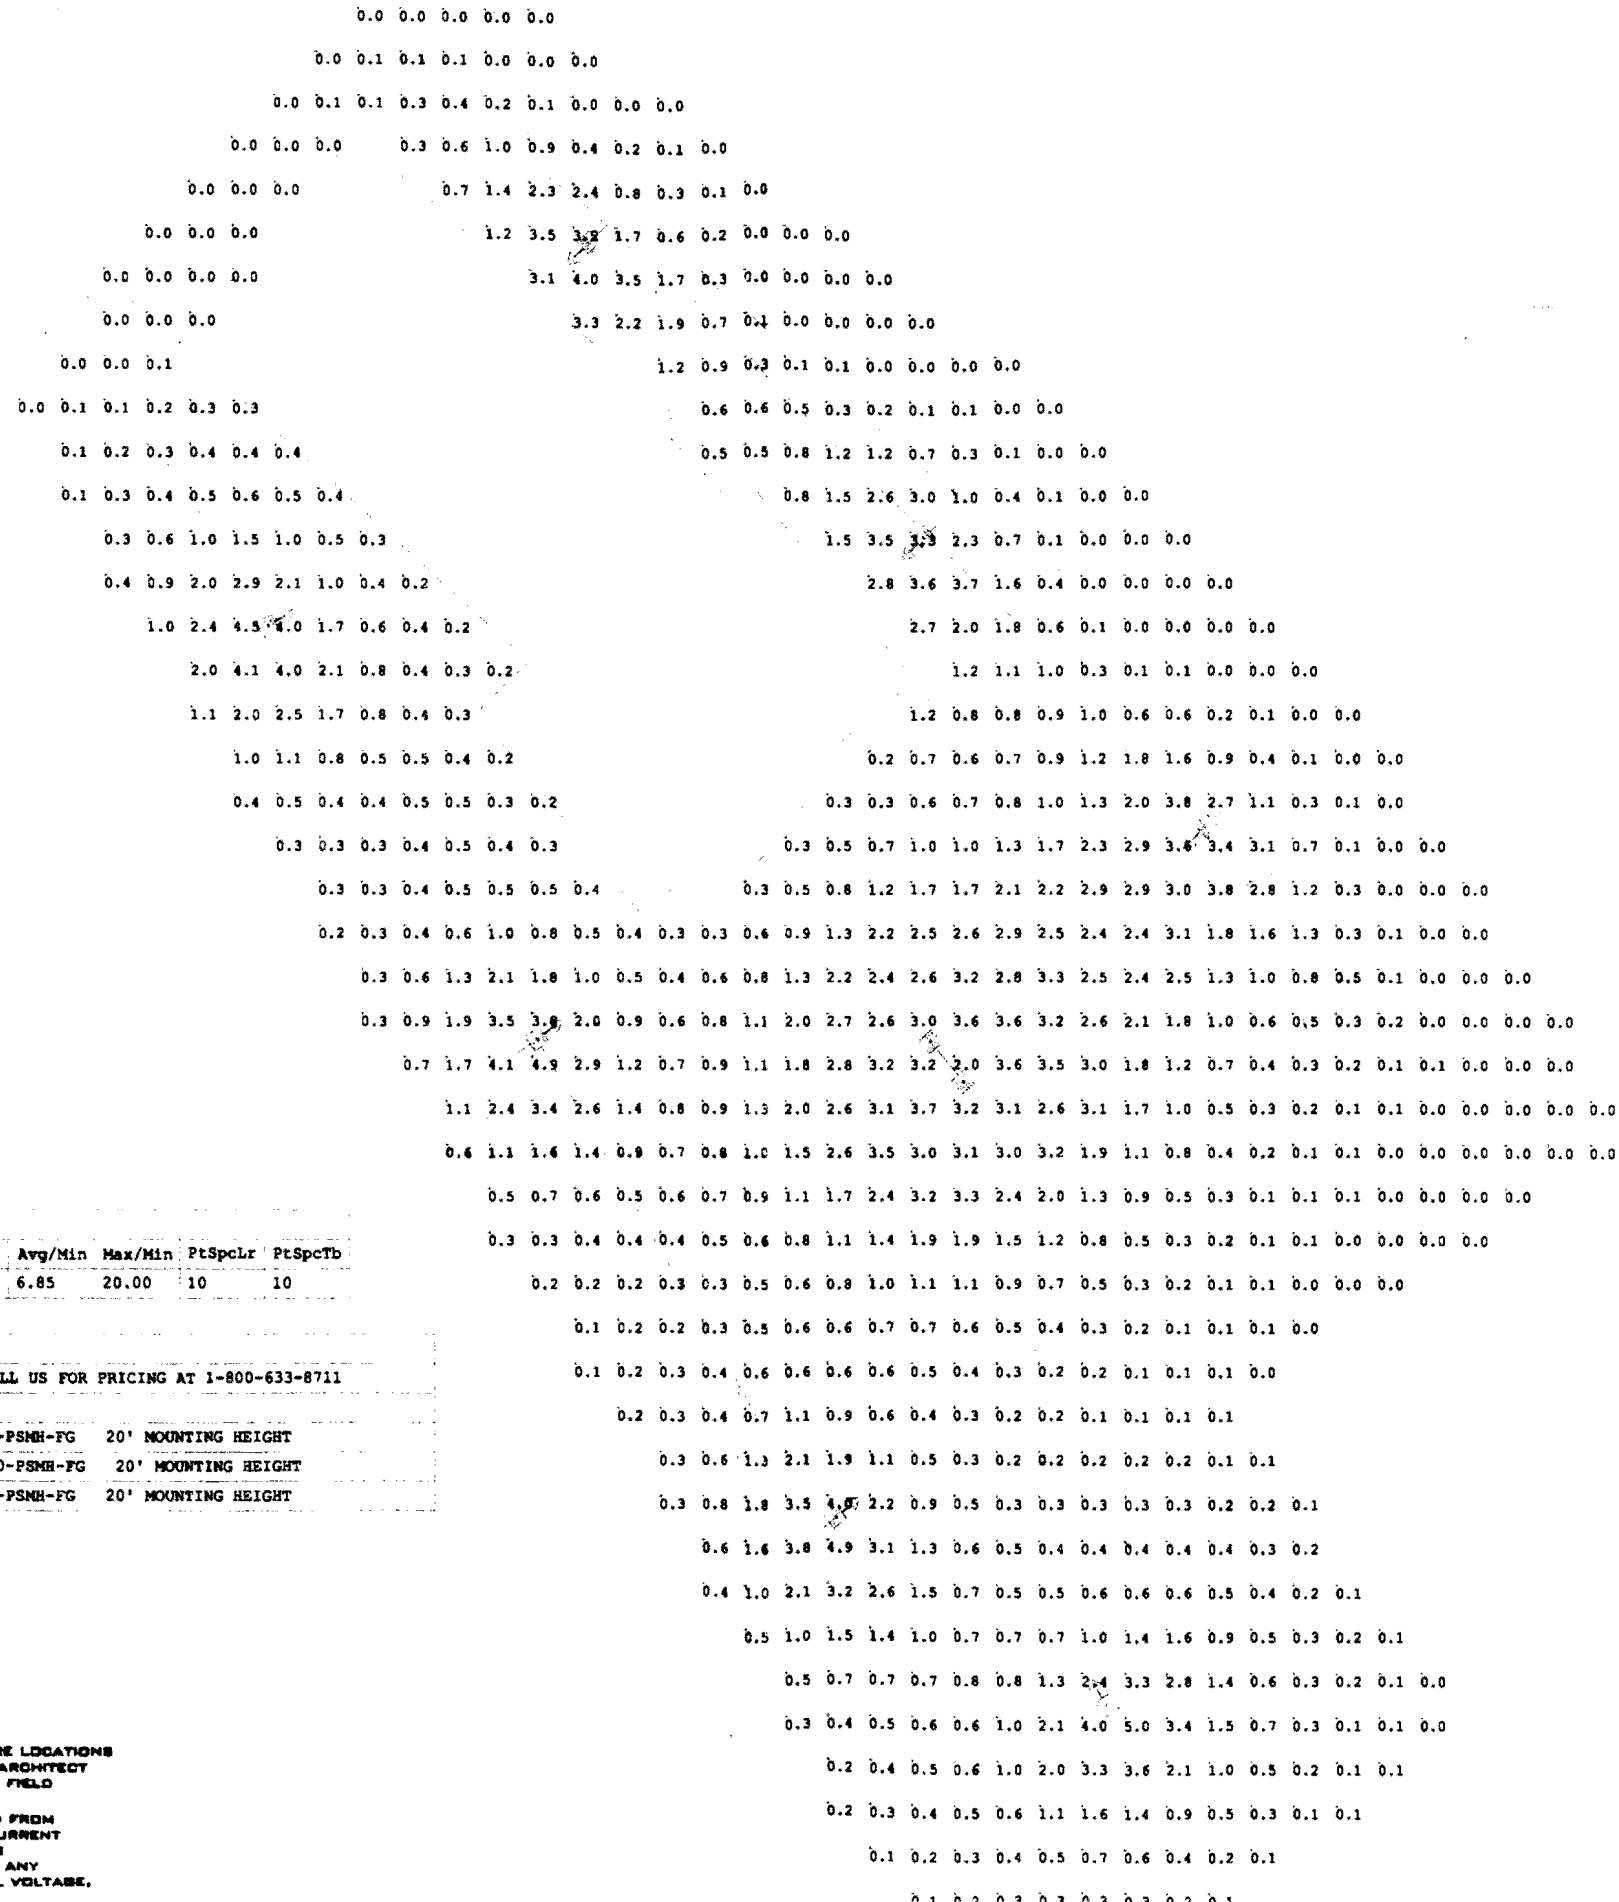 0.0 0.0 0.0 0.0 0.0
0.0 0.1 0.1 0.1 0.0 0.0 0.0
0.0 0.1 0.1 0.3 0.4 0.2 0.1 0.0 0.0 0.0
0.0 0.0 0.0 0.3 0.6 1.0 0.9 0.4 0.2 0.1 0.0
0.0 0.0 0.0 0.7 1.4 2.3 2.4 0.8 0.3 0.1 0.0
0.0 0.0 0.0 1.2 3.5 3.2 1.7 0.6 0.2 0.0 0.0 0.0
0.0 0.0 0.0 0.0 3.1 4.0 3.5 1.7 0.3 0.0 0.0 0.0 0.0
0.0 0.0 0.0 3.3 2.2 1.9 0.7 0.1 0.0 0.0 0.0 0.0
0.0 0.0 0.1 1.2 0.9 0.3 0.1 0.1 0.0 0.0 0.0 0.0
0.0 0.1 0.1 0.2 0.3 0.3 0.6 0.6 0.5 0.3 0.2 0.1 0.1 0.0 0.0
0.1 0.2 0.3 0.4 0.4 0.4 0.5 0.5 0.8 1.2 1.2 0.7 0.3 0.1 0.0 0.0
0.1 0.3 0.4 0.5 0.6 0.5 0.4 0.8 1.5 2.6 3.0 1.0 0.4 0.1 0.0 0.0
0.3 0.6 1.0 1.5 1.0 0.5 0.3 1.5 3.5 3.3 2.3 0.7 0.1 0.0 0.0 0.0
0.4 0.9 2.0 2.9 2.1 1.0 0.4 0.2 2.8 3.6 3.7 1.6 0.4 0.0 0.0 0.0 0.0
1.0 2.4 4.5 4.0 1.7 0.6 0.4 0.2 2.7 2.0 1.8 0.6 0.1 0.0 0.0 0.0 0.0
2.0 4.1 4.0 2.1 0.8 0.4 0.3 0.2 1.2 1.1 1.0 0.3 0.1 0.1 0.0 0.0 0.0
1.1 2.0 2.5 1.7 0.8 0.4 0.3 1.2 0.8 0.8 0.9 1.0 0.6 0.6 0.2 0.1 0.0 0.0
1.0 1.1 0.8 0.5 0.5 0.4 0.2 0.2 0.7 0.6 0.7 0.9 1.2 1.8 1.6 0.9 0.4 0.1 0.0 0.0
0.4 0.5 0.4 0.4 0.5 0.5 0.3 0.2 0.3 0.3 0.6 0.7 0.8 1.0 1.3 2.0 3.8 2.7 1.1 0.3 0.1 0.0
0.3 0.3 0.3 0.4 0.5 0.4 0.3 0.3 0.5 0.7 1.0 1.0 1.3 1.7 2.3 2.9 3.6 3.4 3.1 0.7 0.1 0.0 0.0
0.3 0.3 0.4 0.5 0.5 0.5 0.4 0.3 0.5 0.8 1.2 1.7 1.7 2.1 2.2 2.9 2.9 3.0 3.8 2.8 1.2 0.3 0.0 0.0 0.0
0.2 0.3 0.4 0.6 1.0 0.8 0.5 0.4 0.3 0.3 0.6 0.9 1.3 2.2 2.5 2.6 2.9 2.5 2.4 2.4 3.1 1.8 1.6 1.3 0.3 0.1 0.0 0.0
0.3 0.6 1.3 2.1 1.8 1.0 0.5 0.4 0.6 0.8 1.3 2.2 2.4 2.6 3.2 2.8 3.3 2.5 2.4 2.5 1.3 1.0 0.8 0.5 0.1 0.0 0.0 0.0
0.3 0.9 1.9 3.5 3.8 2.0 0.9 0.6 0.8 1.1 2.0 2.7 2.6 3.0 3.6 3.6 3.2 2.6 2.1 1.8 1.0 0.6 0.5 0.3 0.2 0.0 0.0 0.0 0.0
0.7 1.7 4.1 4.9 2.9 1.2 0.7 0.9 1.1 1.8 2.8 3.2 3.2 2.0 3.6 3.5 3.0 1.8 1.2 0.7 0.4 0.3 0.2 0.1 0.1 0.0 0.0 0.0
1.1 2.4 3.4 2.6 1.4 0.8 0.9 1.3 2.0 2.6 3.1 3.7 3.2 3.1 2.6 3.1 1.7 1.0 0.5 0.3 0.2 0.1 0.1 0.0 0.0 0.0 0.0 0.0
0.6 1.1 1.6 1.4 0.9 0.7 0.8 1.0 1.5 2.6 3.5 3.0 3.1 3.0 3.2 1.9 1.1 0.8 0.4 0.2 0.1 0.1 0.0 0.0 0.0 0.0 0.0 0.0
0.5 0.7 0.6 0.5 0.6 0.7 0.9 1.1 1.7 2.4 3.2 3.3 2.4 2.0 1.3 0.9 0.5 0.3 0.1 0.1 0.1 0.0 0.0 0.0 0.0
0.3 0.3 0.4 0.4 0.4 0.5 0.6 0.8 1.1 1.4 1.9 1.9 1.5 1.2 0.8 0.5 0.3 0.2 0.1 0.1 0.0 0.0 0.0 0.0
Avg/Min Max/Min PtSpcLr PtSpcTb
6.85 20.00 10 10
0.2 0.2 0.2 0.3 0.3 0.5 0.6 0.8 1.0 1.1 1.1 0.9 0.7 0.5 0.3 0.2 0.1 0.1 0.0 0.0 0.0
0.1 0.2 0.2 0.3 0.5 0.6 0.6 0.7 0.7 0.6 0.5 0.4 0.3 0.2 0.1 0.1 0.1 0.0
LL US FOR PRICING AT 1-800-633-8711
0.1 0.2 0.3 0.4 0.6 0.6 0.6 0.6 0.5 0.4 0.3 0.2 0.2 0.1 0.1 0.1 0.0
0.2 0.3 0.4 0.7 1.1 0.9 0.6 0.4 0.3 0.2 0.2 0.1 0.1 0.1 0.1
-PSMH-FG 20' MOUNTING HEIGHT
0-PSMH-FG 20' MOUNTING HEIGHT
-PSMH-FG 20' MOUNTING HEIGHT
0.3 0.6 1.3 2.1 1.9 1.1 0.5 0.3 0.2 0.2 0.2 0.2 0.2 0.1 0.1
0.3 0.8 1.8 3.5 4.0 2.2 0.9 0.5 0.3 0.3 0.3 0.3 0.3 0.2 0.2 0.1
0.6 1.6 3.8 4.9 3.1 1.3 0.6 0.5 0.4 0.4 0.4 0.4 0.4 0.3 0.2
0.4 1.0 2.1 3.2 2.6 1.5 0.7 0.5 0.5 0.6 0.6 0.6 0.5 0.4 0.2 0.1
0.5 1.0 1.5 1.4 1.0 0.7 0.7 0.7 1.0 1.4 1.6 0.9 0.5 0.3 0.2 0.1
0.5 0.7 0.7 0.7 0.8 0.8 1.3 2.4 3.3 2.8 1.4 0.6 0.3 0.2 0.1 0.0
0.3 0.4 0.5 0.6 0.6 1.0 2.1 4.0 5.0 3.4 1.5 0.7 0.3 0.1 0.1 0.0
0.2 0.4 0.5 0.6 1.0 2.0 3.3 3.6 2.1 1.0 0.5 0.2 0.1 0.1
0.2 0.3 0.4 0.5 0.6 1.1 1.6 1.4 0.9 0.5 0.3 0.1 0.1
0.1 0.2 0.3 0.4 0.5 0.7 0.6 0.4 0.2 0.1
0.1 0.2 0.3 0.3 0.3 0.3 0.2 0.1
RE LOCATIONS
ARCHITECT
FIELD
FROM
URRENT
ANY
L VOLTAGE,